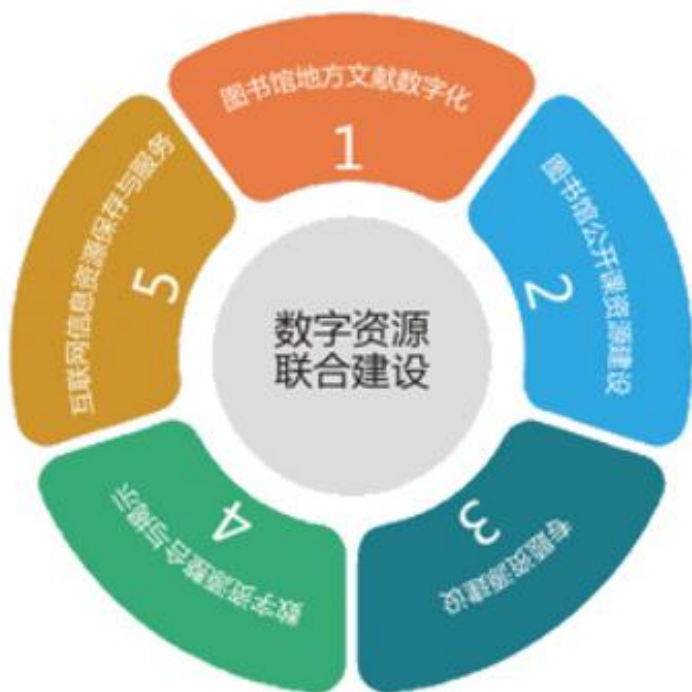 图书馆地方文献数字化
1
图书馆公开课资源建设
2
专题资源建设
3
数字资源整合与揭示
4
互联网信息资源保存与服务
5
数字资源
联合建设